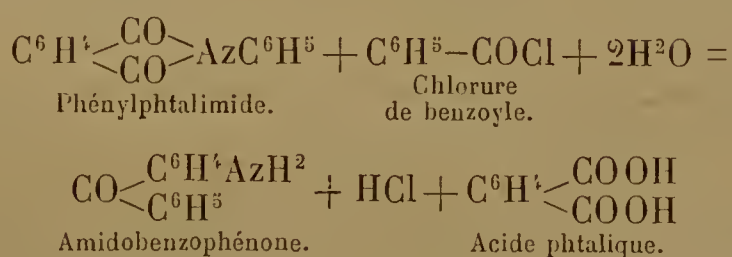 C⁶H⁴<CO CO>AzC⁶H⁵ + C⁶H⁵—COCl + 2H²O =
Phénylphtalimide. Chlorure
de benzoyle.
CO<C⁶H⁴AzH² C⁶H⁵ + HCl + C⁶H⁴<COOH COOH
Amidobenzophénone. Acide phtalique.